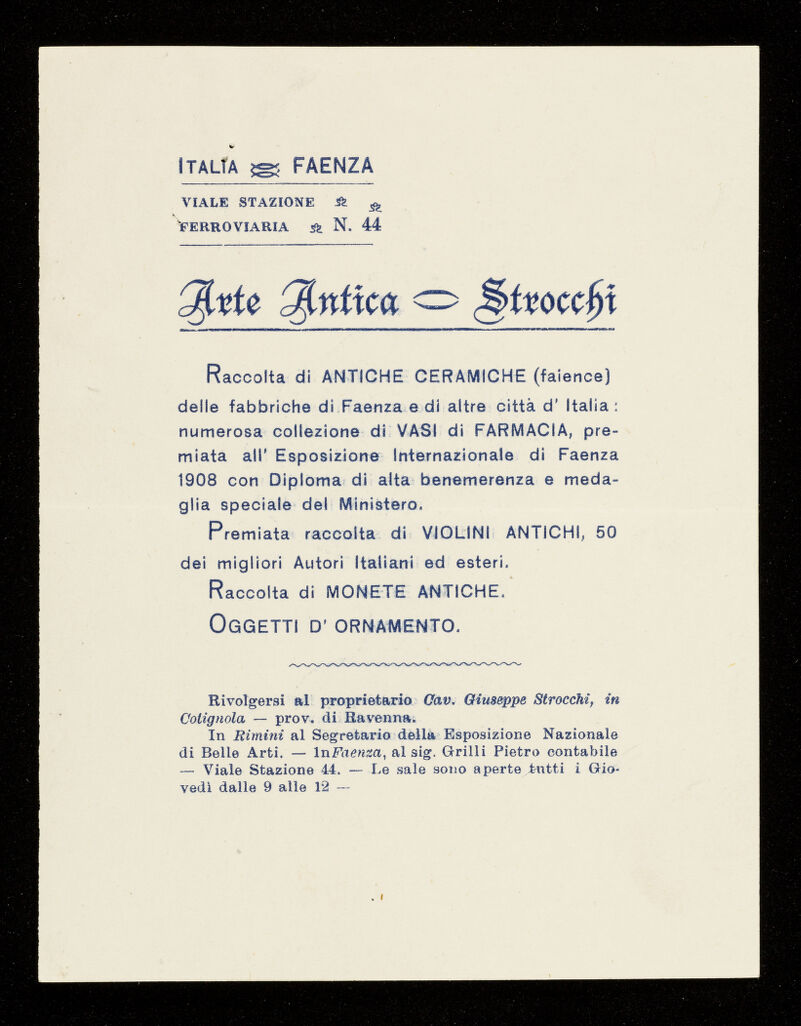 ITALIA FAENZA
VIALE STAZIONE
FERROVIARIA N. 44
Arte Antica Strocchi
Raccolta di ANTICHE CERAMICHE (faience)
delle fabbriche di Faenza e di altre città d' Italia :
numerosa collezione di VASI di FARMACIA, pre-
miata all' Esposizione Internazionale di Faenza
1908 con Diploma di alta benemerenza e meda-
glia speciale del Ministero.
Premiata raccolta di VIOLINI ANTICHI, 50
dei migliori Autori Italiani ed esteri.
Raccolta di MONETE ANTICHE.
OGGETTI D' ORNAMENTO.
Rivolgersi al proprietario Cav. Giuseppe Strocchi, in
Cotignola — prov. di Ravenna.
In Rimini al Segretario della Esposizione Nazionale
di Belle Arti. — InFaenza, al sig. Grilli Pietro contabile
— Viale Stazione 44. — Le sale sono aperte tutti i Gio-
vedì dalle 9 alle 12 —